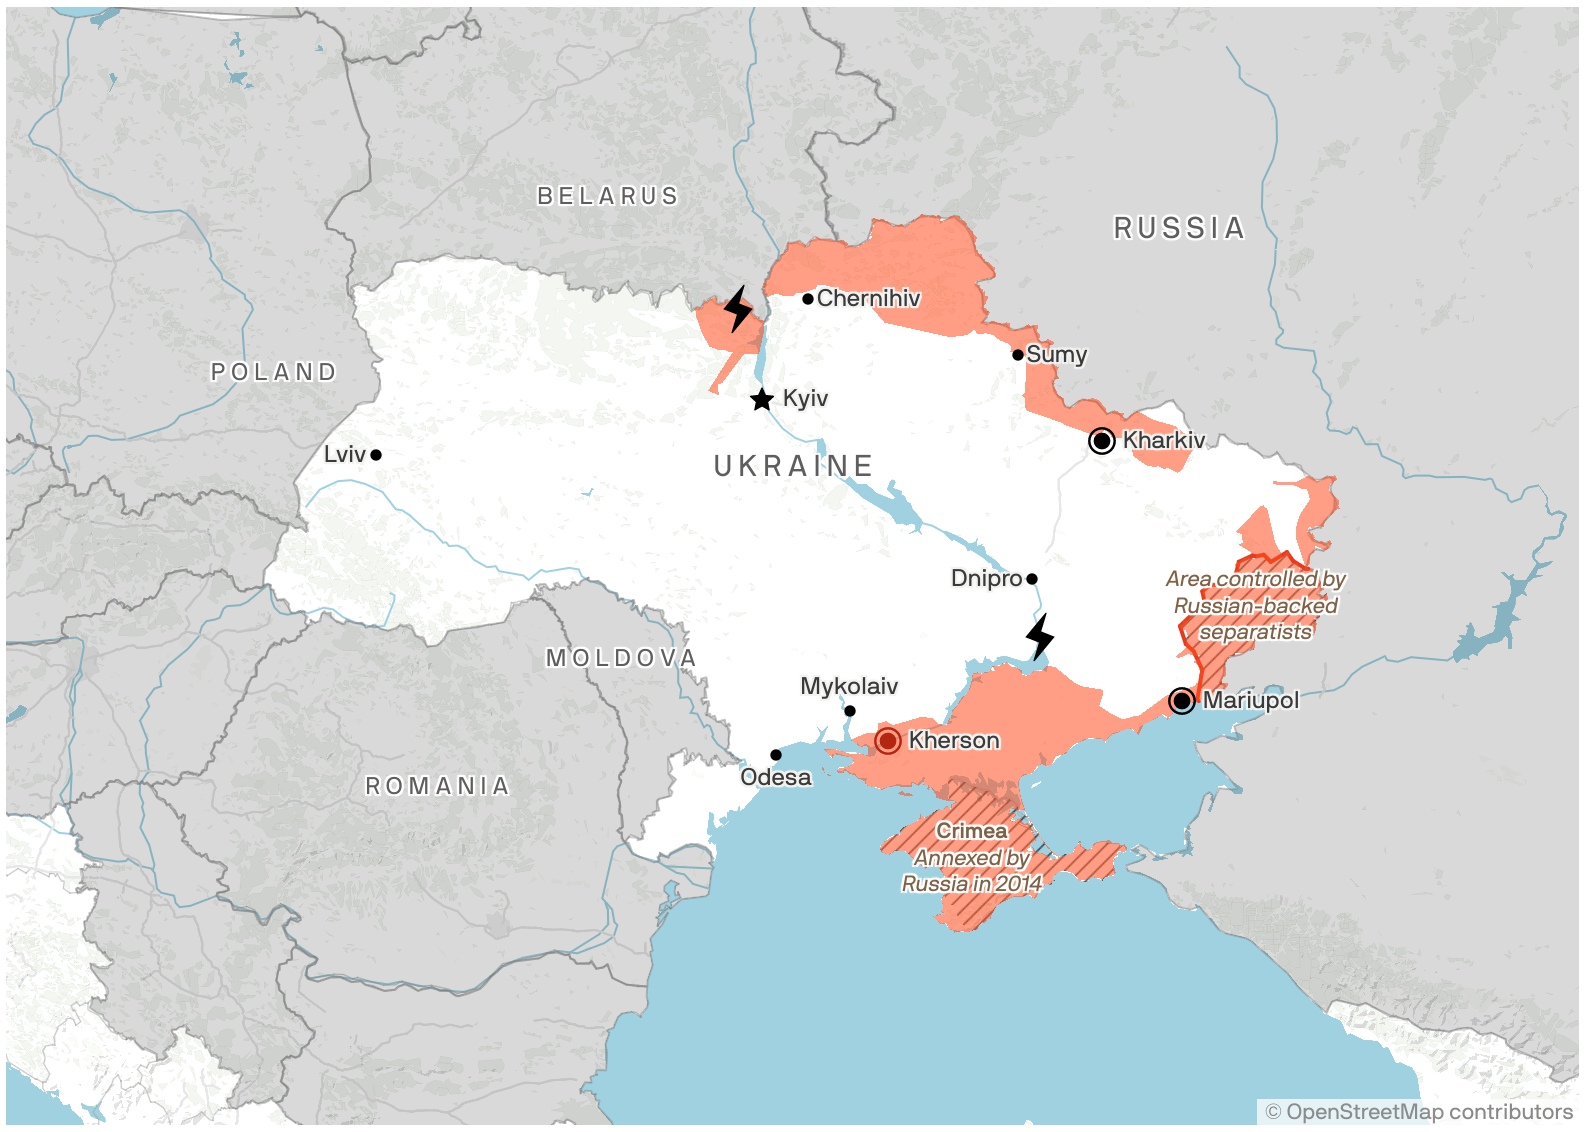 BELARUS
RUSSIA
Chernihiv
Sumy
POLAND
Kyiv
Kharkiv
Lviv
UKRAINE
Dnipro
Area controlled by
Russian-backed
separatists
MOLDOVA
Mykolaiv
Mariupol
Kherson
Odesa
ROMANIA
Crimea
Annexed by
Russia in 2014
© OpenStreetMap contributors